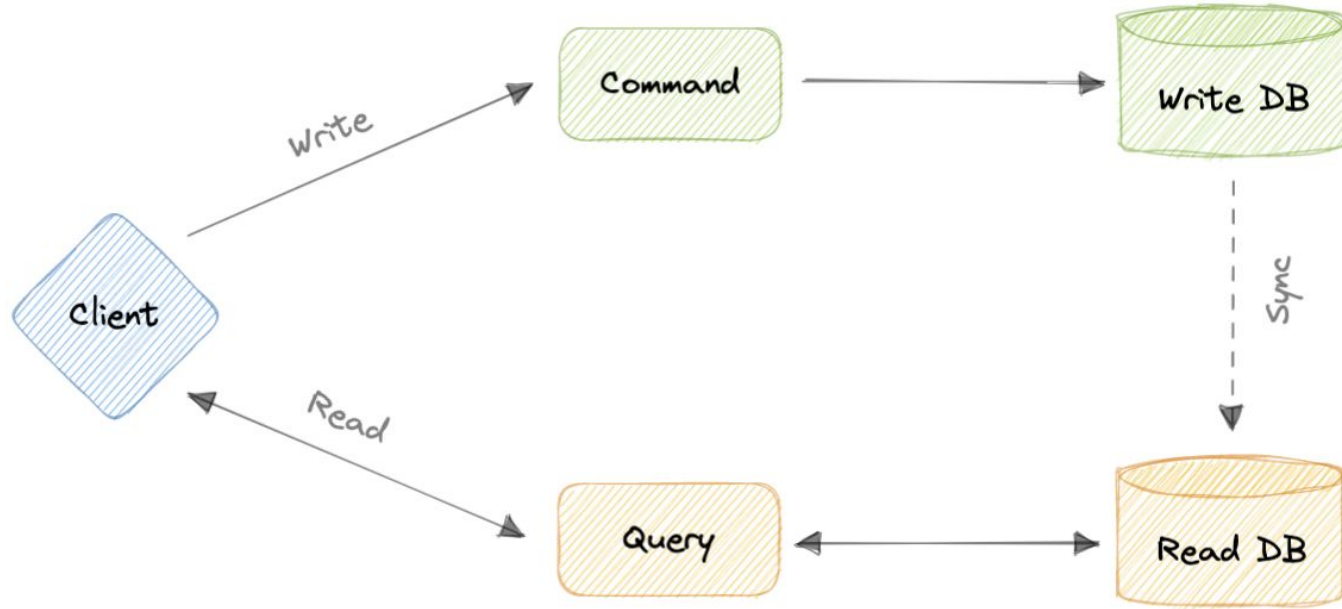 Command
Write DB
Write
Client
Sync
Read
Query
Read DB